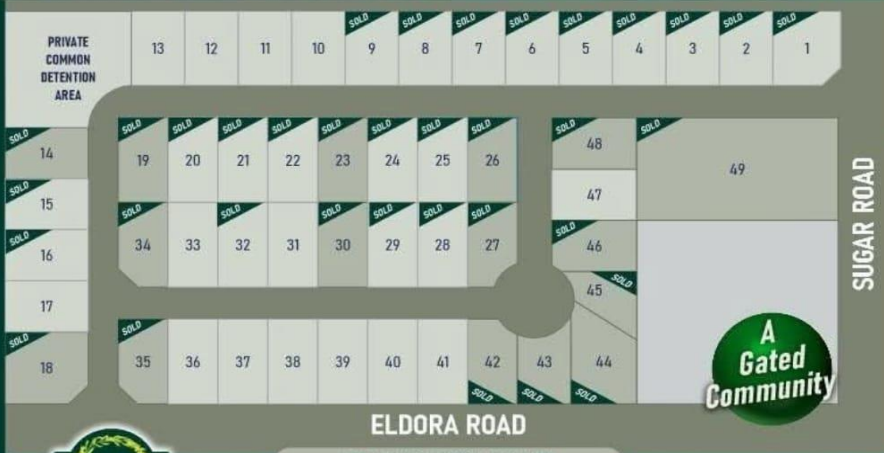 PRIVATE
COMMON
DETENTION
AREA
SOLD SOLD SOLD SOLD SOLD SOLD SOLD SOLD SOLD
13 12 11 10 9 8 7 6 5 4 3 2 1
SOLD
14
SOLD
15
SOLD
16
17
SOLD
18
SOLD SOLD SOLD SOLD SOLD SOLD SOLD SOLD
19 20 21 22 23 24 25 26
SOLD SOLD SOLD SOLD SOLD SOLD
34 33 32 31 30 29 28 27
SOLD
48
47
SOLD
46
SOLD
45
SOLD
49
SOLD
35 36 37 38 39 40 41 42 43 44
SOLD SOLD SOLD
SUGAR ROAD
A
Gated
Community
ELDORA ROAD